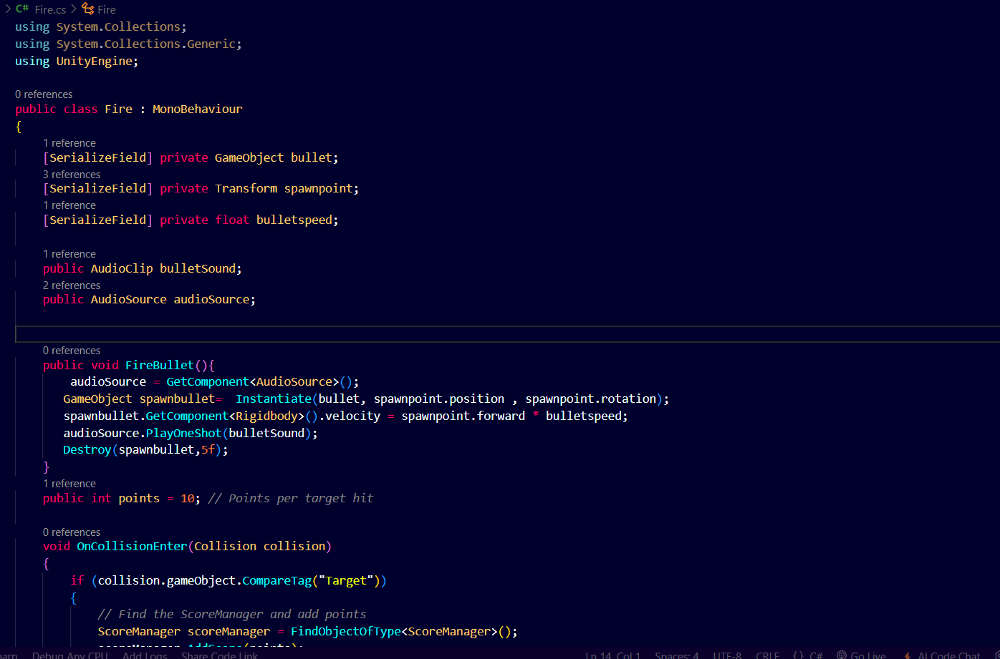 > C# Fire.cs > Fire
using System.Collections;
using System.Collections.Generic;
using UnityEngine;
0 references
public class Fire : MonoBehaviour
{
1 reference
[SerializeField] private GameObject bullet;
3 references
[SerializeField] private Transform spawnpoint;
1 reference
[SerializeField] private float bulletspeed;
1 reference
public AudioClip bulletSound;
2 references
public AudioSource audioSource;
0 references
public void FireBullet(){
audioSource = GetComponent<AudioSource>();
GameObject spawnbullet=  Instantiate(bullet, spawnpoint.position , spawnpoint.rotation);
spawnbullet.GetComponent<Rigidbody>().velocity = spawnpoint.forward * bulletspeed;
audioSource.PlayOneShot(bulletSound);
Destroy(spawnbullet,5f);
}
1 reference
public int points = 10; // Points per target hit
0 references
void OnCollisionEnter(Collision collision)
{
if (collision.gameObject.CompareTag("Target"))
{
// Find the ScoreManager and add points
ScoreManager scoreManager = FindObjectOfType<ScoreManager>();
scoreManager.AddScore(points);
Debug Any CPU Add Logs Share Code Link Ln 14, Col 1 Spaces: 4 UTF-8 CRLF {} C# Go Live AI Code Chat